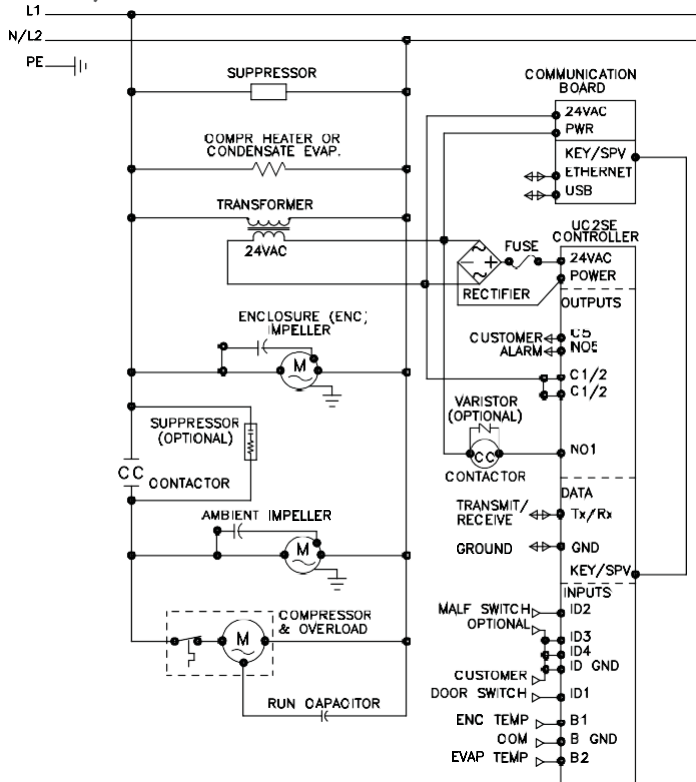 L1
N/L2
PE
SUPPRESSOR
COMPR HEATER OR
CONDENSATE EVAP.
TRANSFORMER
24VAC
COMMUNICATION
BOARD
24VAC
PWR
KEY/SPV
ETHERNET
USB
UC2SE
CONTROLLER
FUSE
24VAC
POWER
RECTIFIER
OUTPUTS
ENCLOSURE (ENC)
IMPELLER
M
CUSTOMER
ALARM
C5
NO5
C1/2
C1/2
SUPPRESSOR
(OPTIONAL)
VARISTOR
(OPTIONAL)
CC
NO1
CONTACTOR
CC
CONTACTOR
DATA
TRANSMIT/
RECEIVE
Tx/Rx
AMBIENT IMPELLER
M
GROUND
GND
KEY/SPV
INPUTS
COMPRESSOR
& OVERLOAD
M
MALF SWITCH
OPTIONAL
ID2
ID3
ID4
ID GND
CUSTOMER
DOOR SWITCH
ID1
RUN CAPACITOR
ENC TEMP
B1
COM
B GND
EVAP TEMP
B2